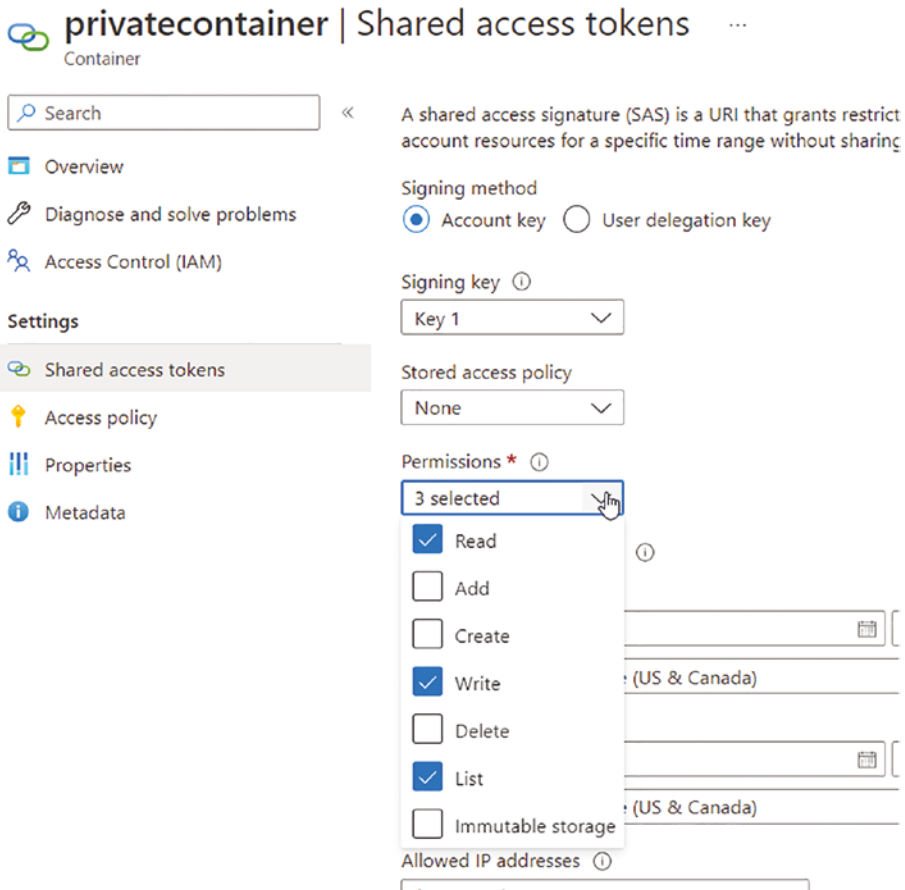 privatecontainer | Shared access tokens ...
Container
Search
«
Overview
Diagnose and solve problems
Access Control (IAM)
Settings
Shared access tokens
Access policy
Properties
Metadata
A shared access signature (SAS) is a URI that grants restrict
account resources for a specific time range without sharing
Signing method
Account key User delegation key
Signing key
Key 1
Stored access policy
None
Permissions *
3 selected
Read
Add
Create
Write
(US & Canada)
Delete
List
(US & Canada)
Immutable storage
Allowed IP addresses